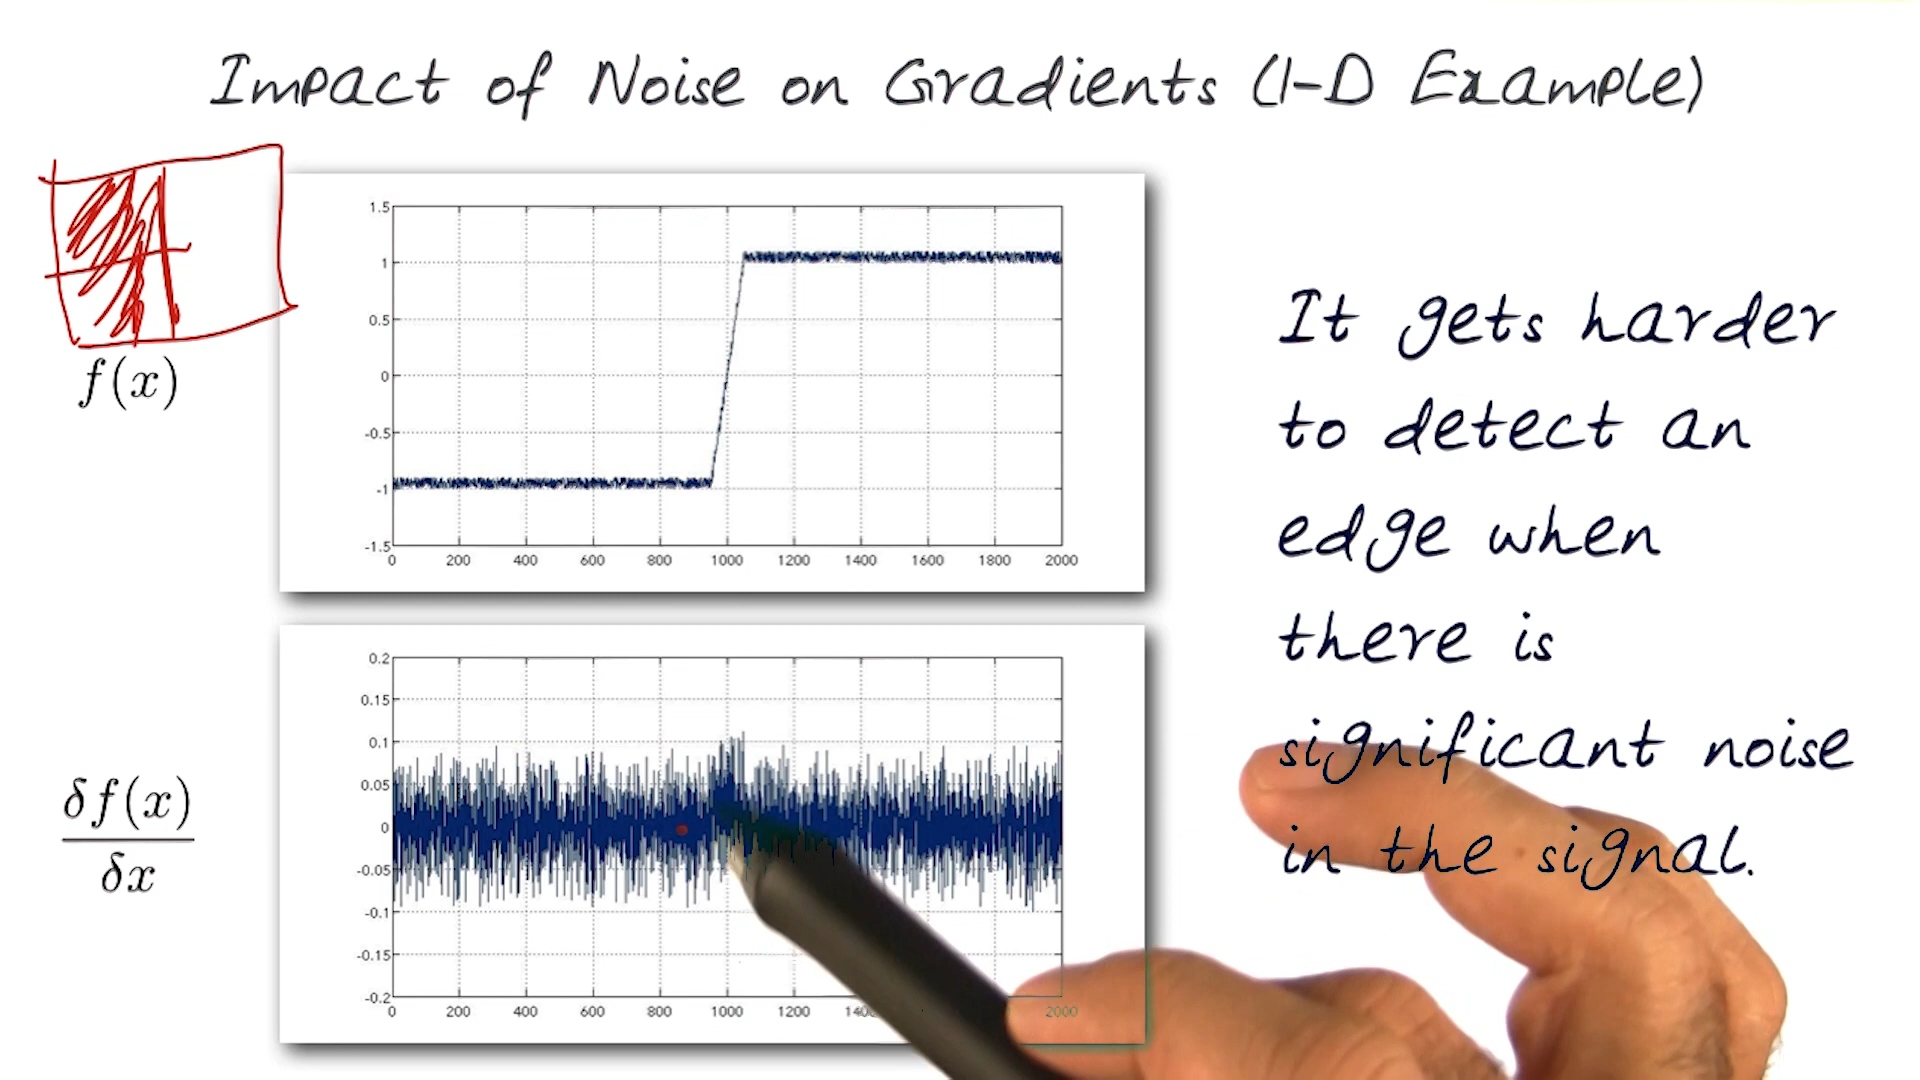 Impact of Noise on Gradients (1-D Example)
1.5
1
0.5
0
-0.5
-1
-1.5
0 200 400 600 800 1000 1200 1400 1600 1800 2000
f(x)
It gets harder
to detect an
edge when
there is
significant noise
in the signal.
0.2
0.15
0.1
0.05
0
-0.05
-0.1
-0.15
-0.2
0 200 400 600 800 1000 1200 2000
δf(x)
δx